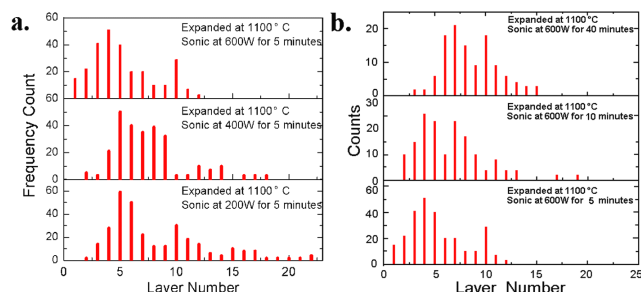 a.
Frequency Count
60
40
20
0
Expanded at 1100° C
Sonic at 600W for 5 minutes
60
40
20
0
Expanded at 1100° C
Sonic at 400W for 5 minutes
60
40
20
0
Expanded at 1100° C
Sonic at 200W for 5 minutes
0 5 10 15 20
Layer Number
b.
Counts
20
10
0
Expanded at 1100 °C
Sonic at 600W for 40 minutes
30
20
10
0
Expanded at 1100 °C
Sonic at 600W for 10 minutes
60
40
20
0
Expanded at 1100 °C
Sonic at 600W for 5 minutes
0 5 10 15 20 25
Layer Number